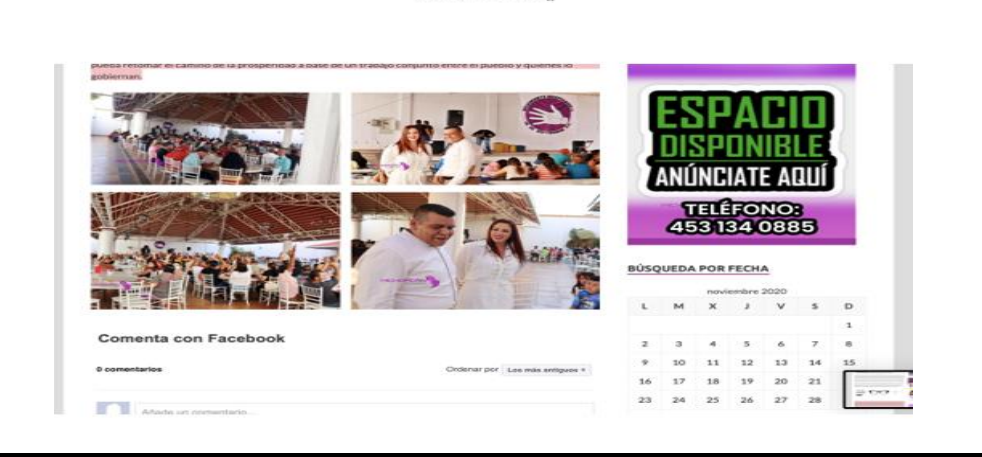 pueda retomar el camino de la prosperidad a base de un trabajo conjunto entre el pueblo y quienes lo
gobiernan.
ESPACIO
DISPONIBLE
ANÚNCIATE AQUÍ
TELÉFONO:
453 134 0885
BÚSQUEDA POR FECHA
noviembre 2020
L M X J V S D
1
2 3 4 5 6 7 8
9 10 11 12 13 14 15
16 17 18 19 20 21
23 24 25 26 27 28
Comenta con Facebook
0 comentarios
Ordenar por Los más antiguos
Añade un comentario...